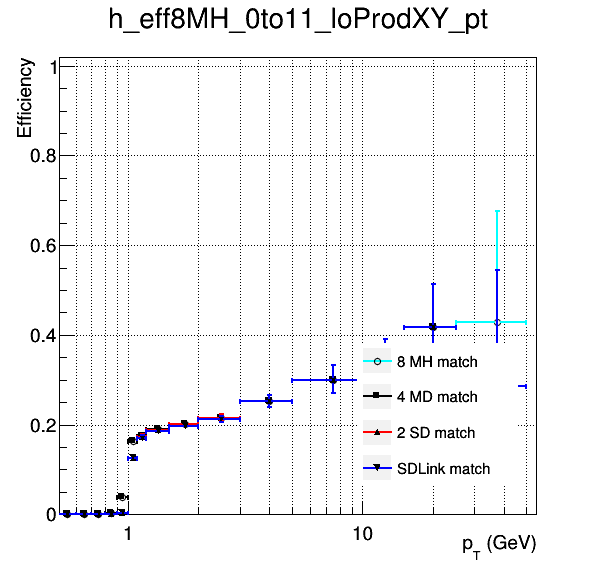 h_eff8MH_0to11_loProdXY_pt
Efficiency
1
0.8
0.6
0.4
0.2
0
8 MH match
4 MD match
2 SD match
SDLink match
1
10
p_T (GeV)